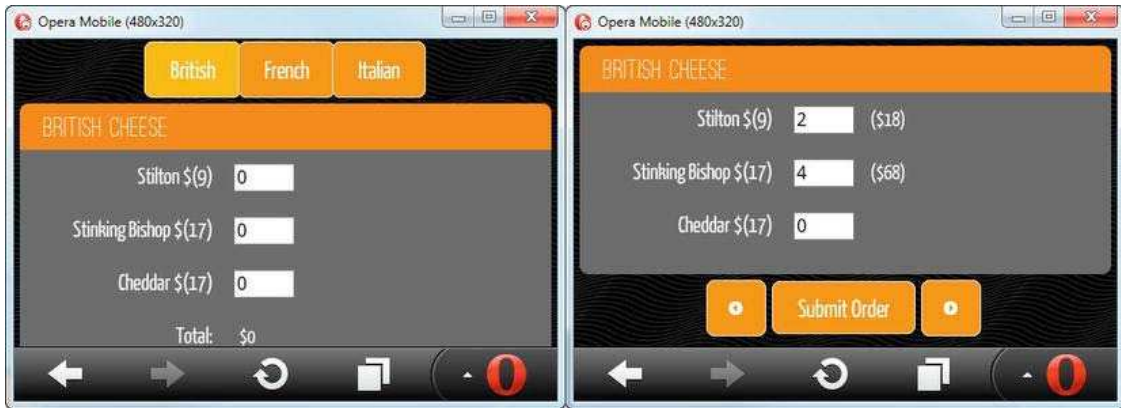 Opera Mobile (480x320)
British French Italian
BRITISH CHEESE
Stilton $(9) 0
Stinking Bishop $(17) 0
Cheddar $(17) 0
Total: $0
Opera Mobile (480x320)
BRITISH CHEESE
Stilton $(9) 2 ($18)
Stinking Bishop $(17) 4 ($68)
Cheddar $(17) 0
Submit Order